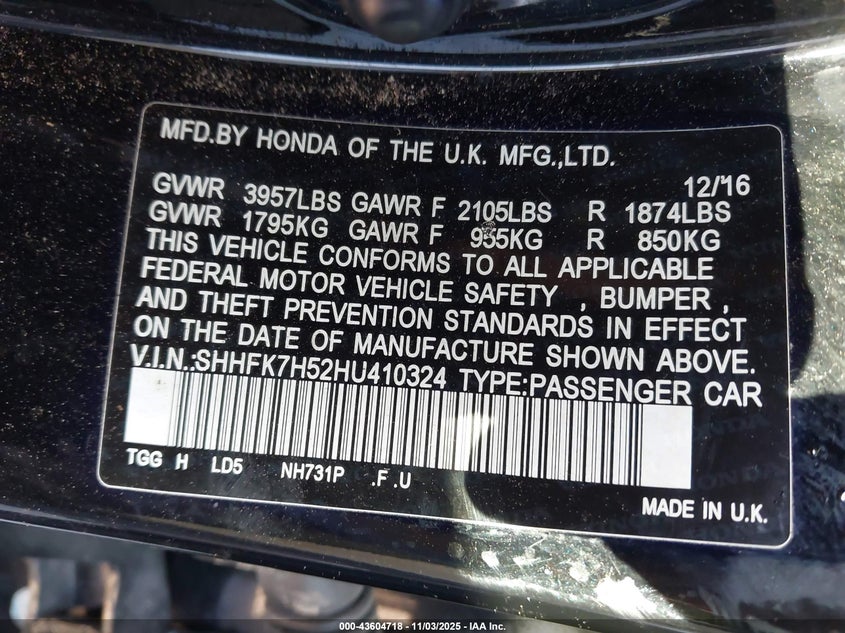 MFD.BY HONDA OF THE U.K. MFG.,LTD.
12/'16
GVWR 3957LBS GAWR F 2105LBS R 1874LBS
GVWR 1795KG GAWR F 955KG R 850KG
THIS VEHICLE CONFORMS TO ALL APPLICABLE
FEDERAL MOTOR VEHICLE SAFETY , BUMPER ,
AND THEFT PREVENTION STANDARDS IN EFFECT
ON THE DATE OF MANUFACTURE SHOWN ABOVE.
V.I.N.:SHHFK7H52HU410324 TYPE:PASSENGER CAR
TGG H LD5 NH731P .F .U
MADE IN U.K.
000-43604718 - 11/03/2025 - IAA Inc.